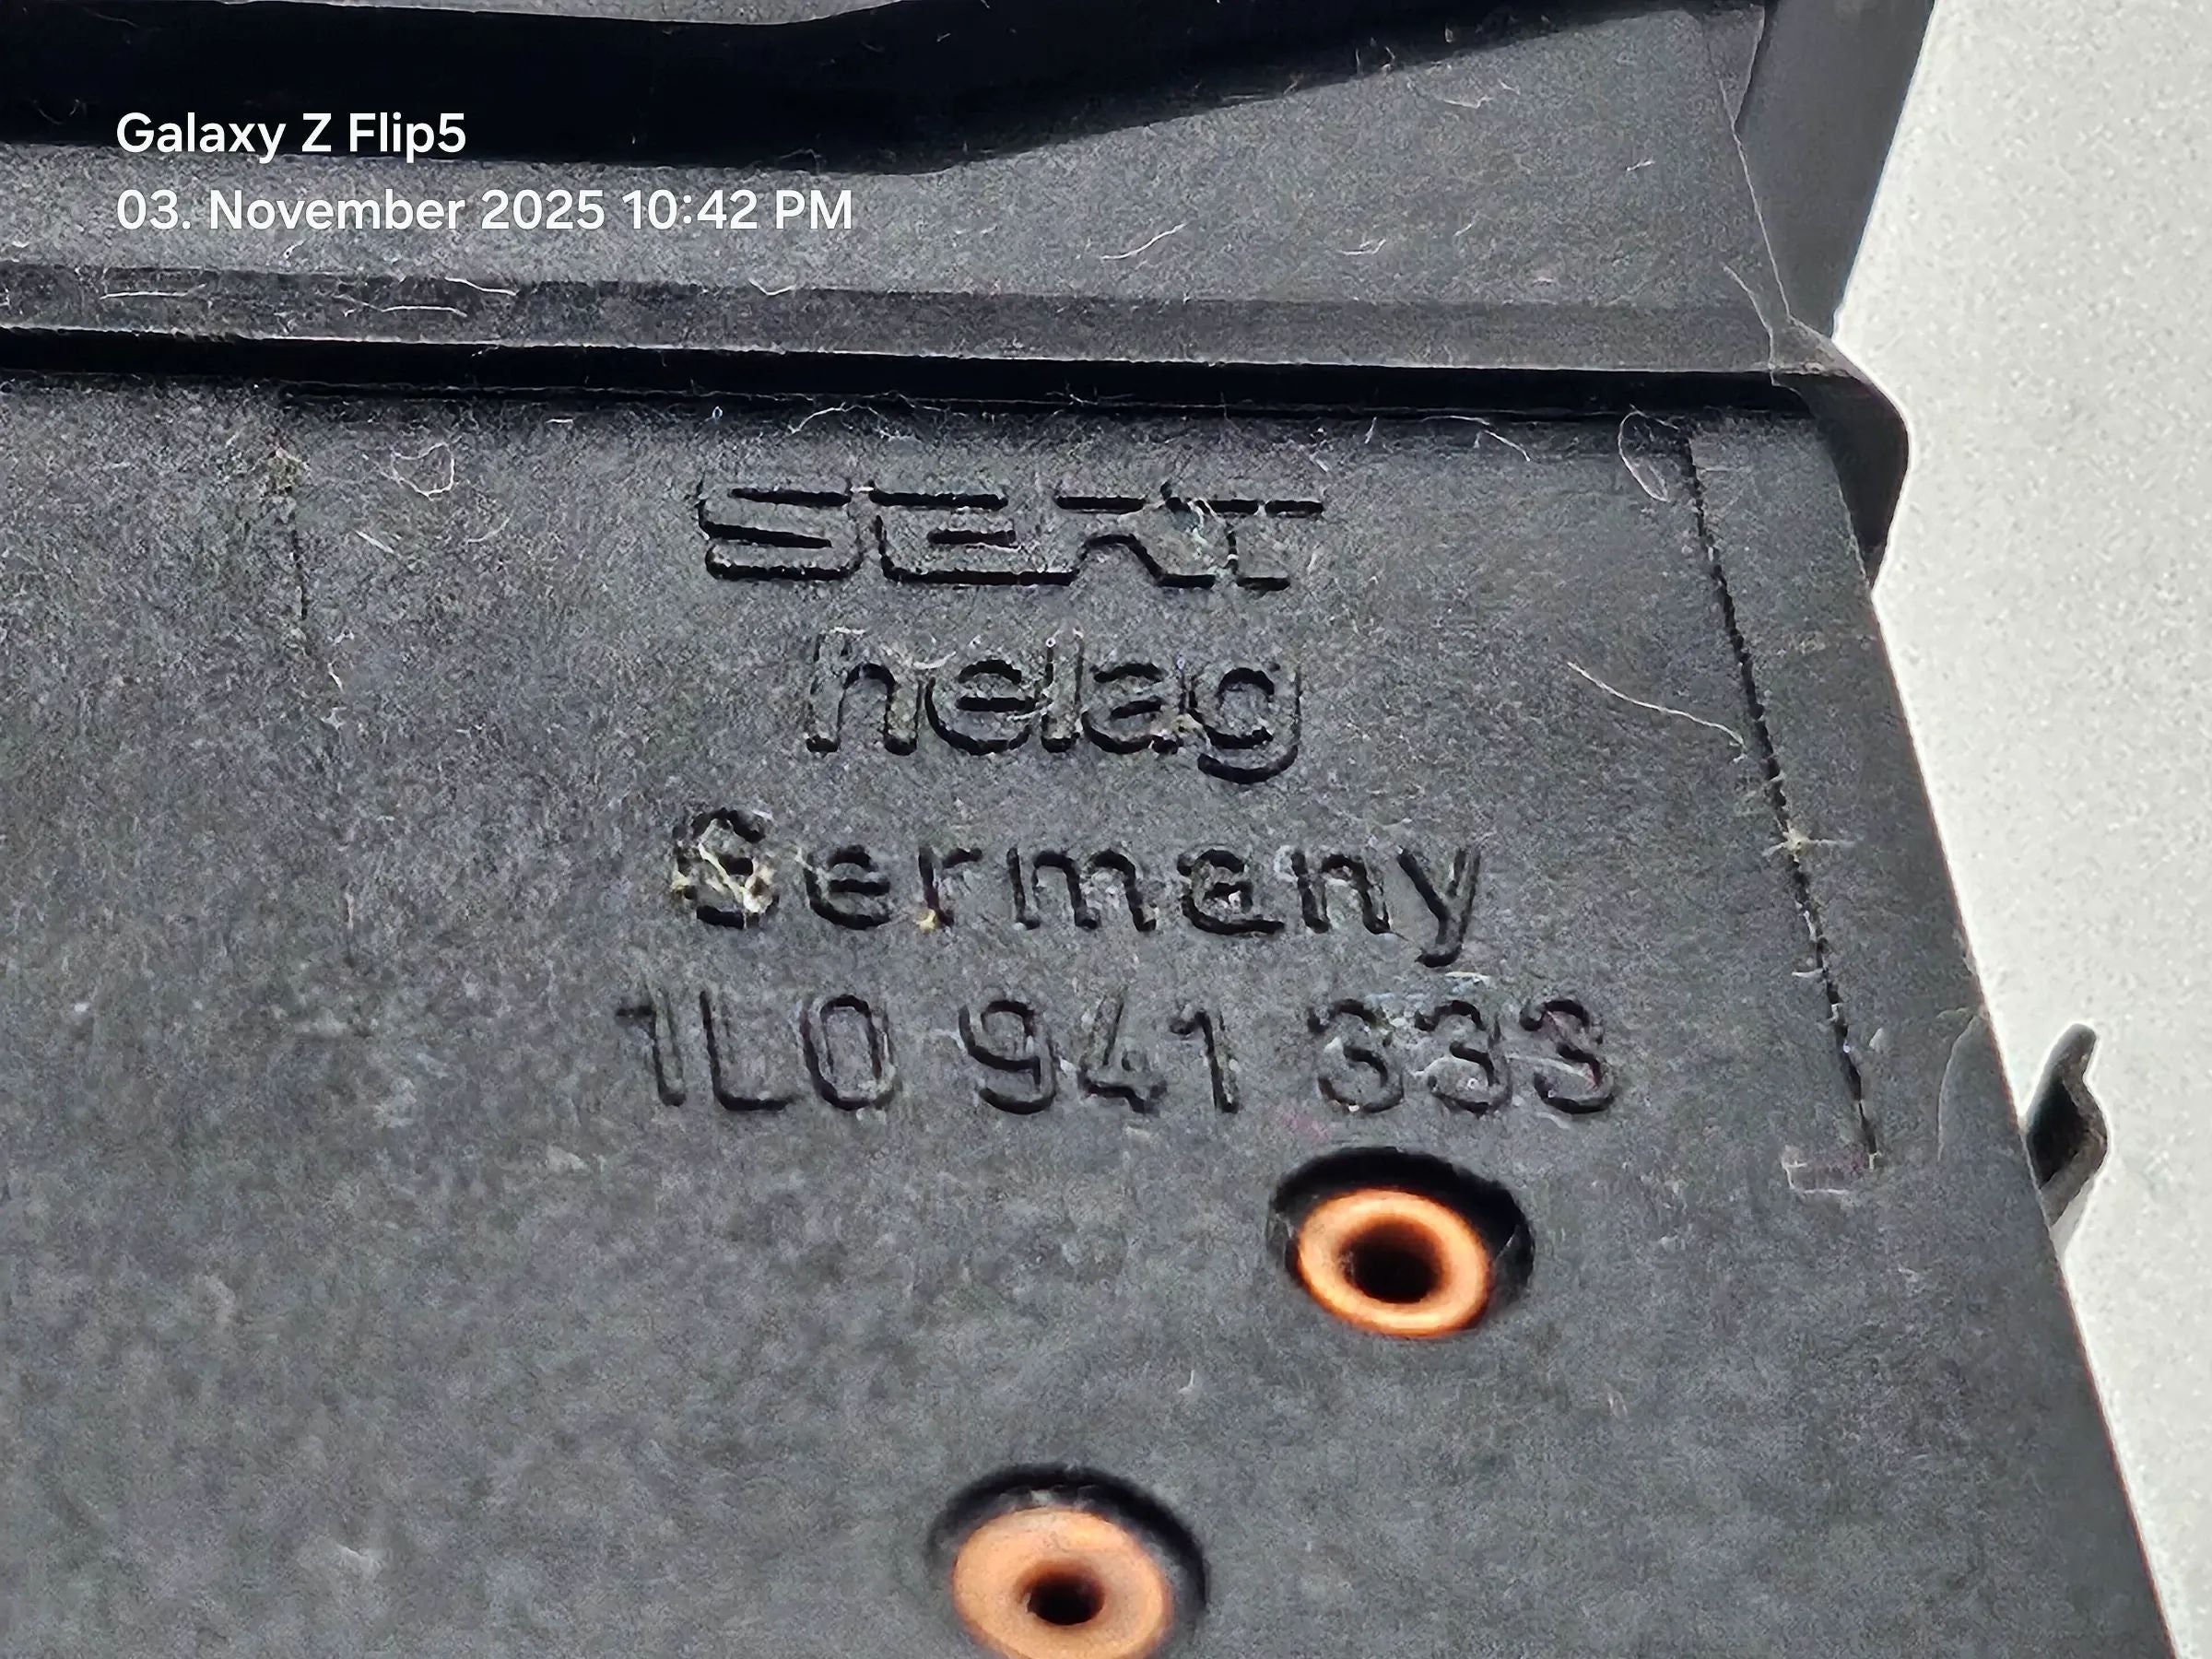 Galaxy Z Flip5
03. November 2025 10:42 PM
SEAT
helag
Germany
1L0 941 333